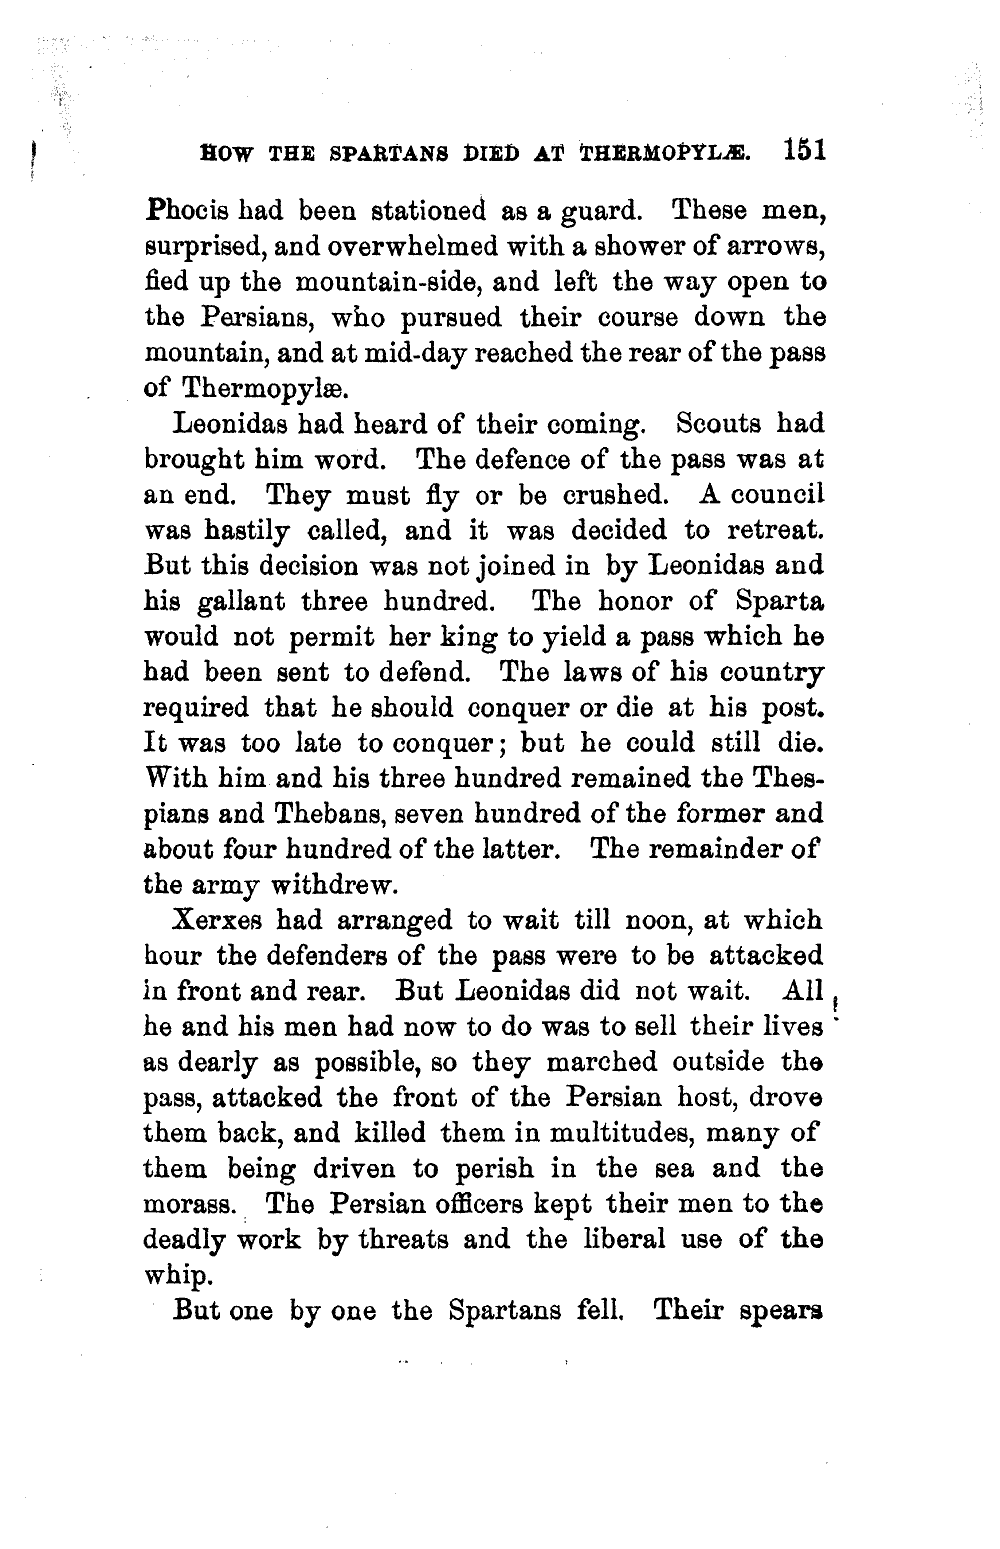 HOW THE SPARTANS DIED AT THERMOPYLÆ. 151
Phocis had been stationed as a guard. These men,
surprised, and overwhelmed with a shower of arrows,
fled up the mountain-side, and left the way open to
the Persians, who pursued their course down the
mountain, and at mid-day reached the rear of the pass
of Thermopylæ.
Leonidas had heard of their coming. Scouts had
brought him word. The defence of the pass was at
an end. They must fly or be crushed. A council
was hastily called, and it was decided to retreat.
But this decision was not joined in by Leonidas and
his gallant three hundred. The honor of Sparta
would not permit her king to yield a pass which he
had been sent to defend. The laws of his country
required that he should conquer or die at his post.
It was too late to conquer; but he could still die.
With him and his three hundred remained the Thes-
pians and Thebans, seven hundred of the former and
about four hundred of the latter. The remainder of
the army withdrew.
Xerxes had arranged to wait till noon, at which
hour the defenders of the pass were to be attacked
in front and rear. But Leonidas did not wait. All
he and his men had now to do was to sell their lives
as dearly as possible, so they marched outside the
pass, attacked the front of the Persian host, drove
them back, and killed them in multitudes, many of
them being driven to perish in the sea and the
morass. The Persian officers kept their men to the
deadly work by threats and the liberal use of the
whip.
But one by one the Spartans fell. Their spears